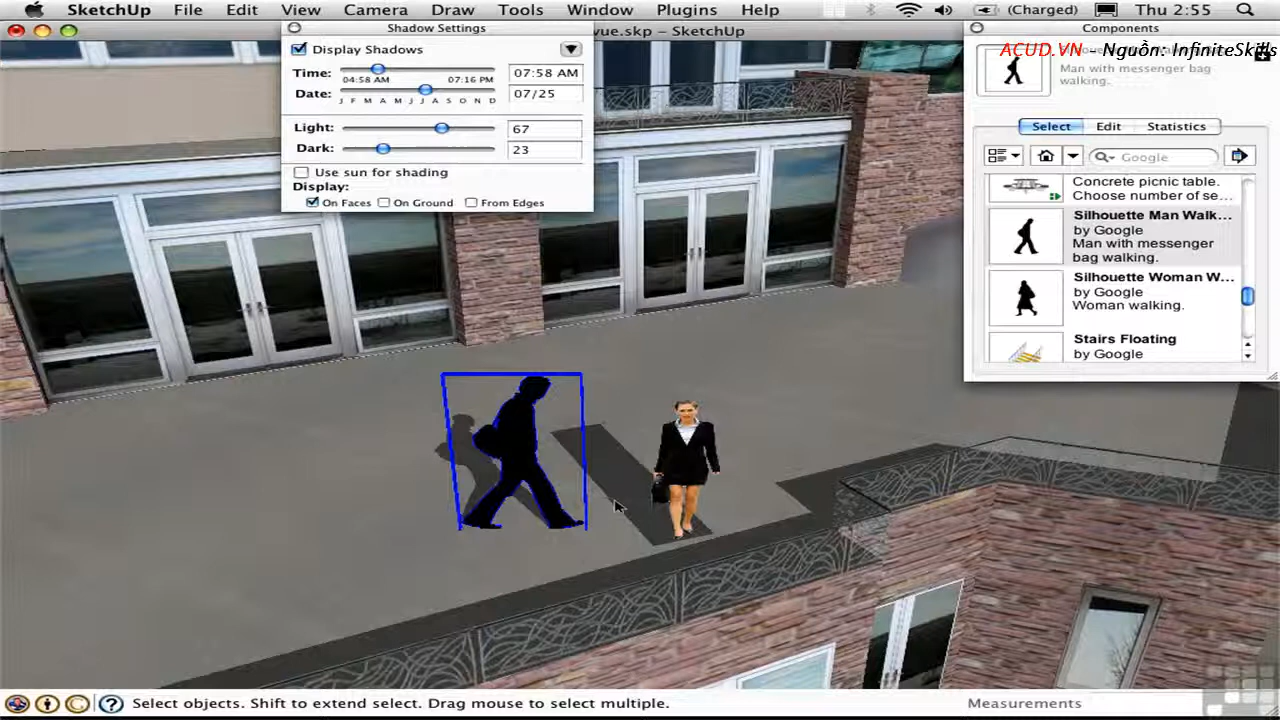 SketchUp File Edit View Camera Draw Tools Window Plugins Help (Charged) Thu 2:55
Shadow Settings
vue.skp – SketchUp
Components
ACUD.VN - Nguồn: InfiniteSkills
Display Shadows
Man with messenger bag
walking.
Time: 04:58 AM 07:16 PM 07:58 AM
Date: J F M A M J J A S O N D 07/25
Light: 67
Dark: 23
Use sun for shading
Display:
On Faces On Ground From Edges
Select Edit Statistics
Google
Concrete picnic table.
Choose number of se...
Silhouette Man Walk...
by Google
Man with messenger
bag walking.
Silhouette Woman W...
by Google
Woman walking.
Stairs Floating
by Google
Select objects. Shift to extend select. Drag mouse to select multiple.
Measurements